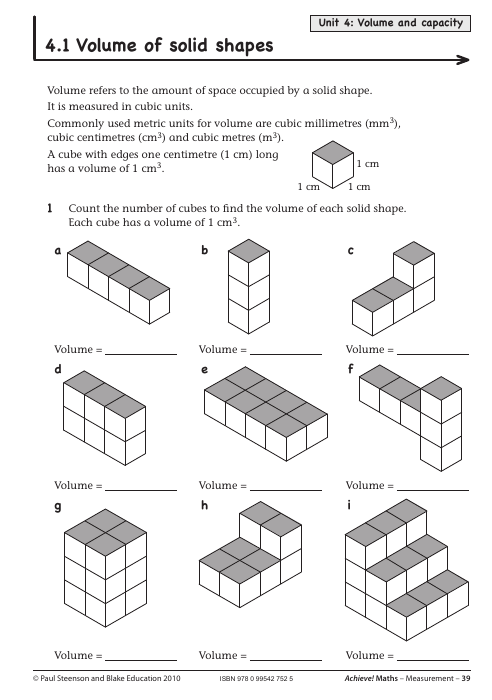 Unit 4: Volume and capacity
4.1 Volume of solid shapes
Volume refers to the amount of space occupied by a solid shape.
It is measured in cubic units.
Commonly used metric units for volume are cubic millimetres (mm³),
cubic centimetres (cm³) and cubic metres (m³).
A cube with edges one centimetre (1 cm) long
has a volume of 1 cm³.
1 cm
1 cm
1 cm
1 Count the number of cubes to find the volume of each solid shape.
Each cube has a volume of 1 cm³.
a
b
c
Volume =
Volume =
Volume =
d
e
f
Volume =
Volume =
Volume =
g
h
i
Volume =
Volume =
Volume =
© Paul Steenson and Blake Education 2010
ISBN 978 0 99542 752 5
Achieve! Maths – Measurement – 39